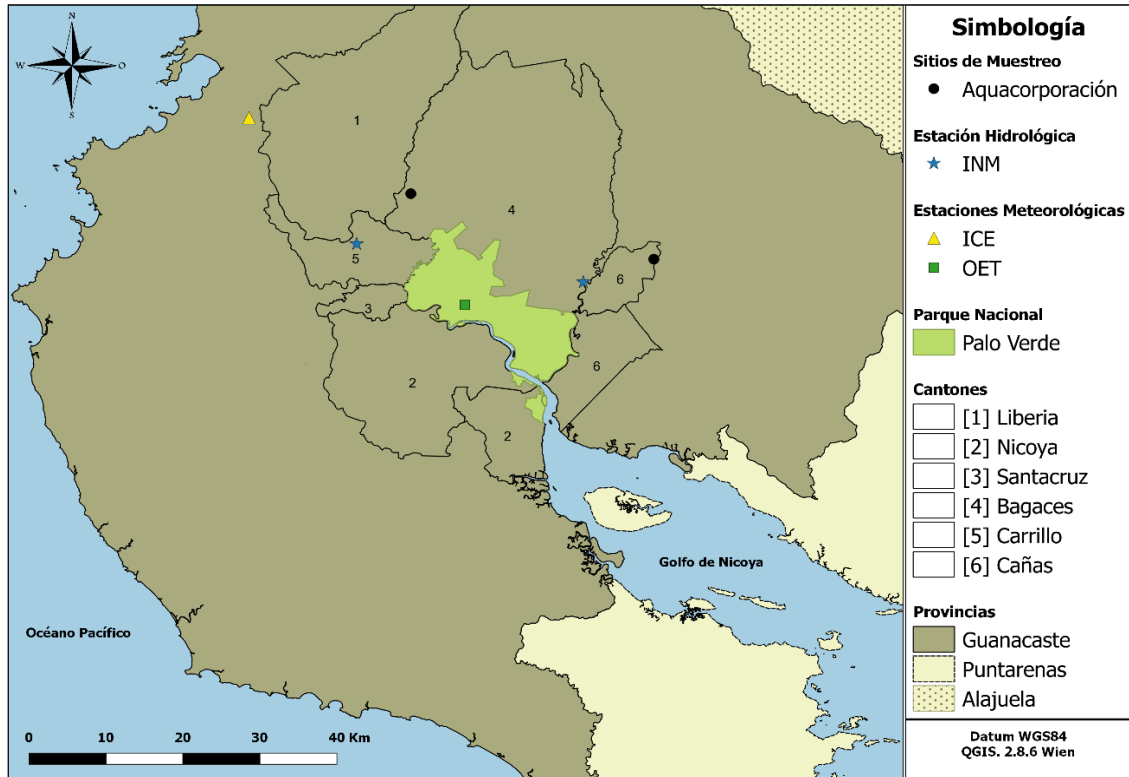 N
W
O
S
1
4
5
6
3
2
6
2
Golfo de Nicoya
Océano Pacífico
0 10 20 30 40 Km
Simbología
Sitios de Muestreo
Aquacorporación
Estación Hidrológica
INM
Estaciones Meteorológicas
ICE
OET
Parque Nacional
Palo Verde
Cantones
[1] Liberia
[2] Nicoya
[3] Santacruz
[4] Bagaces
[5] Carrillo
[6] Cañas
Provincias
Guanacaste
Puntarenas
Alajuela
Datum WGS84
QGIS. 2.8.6 Wien